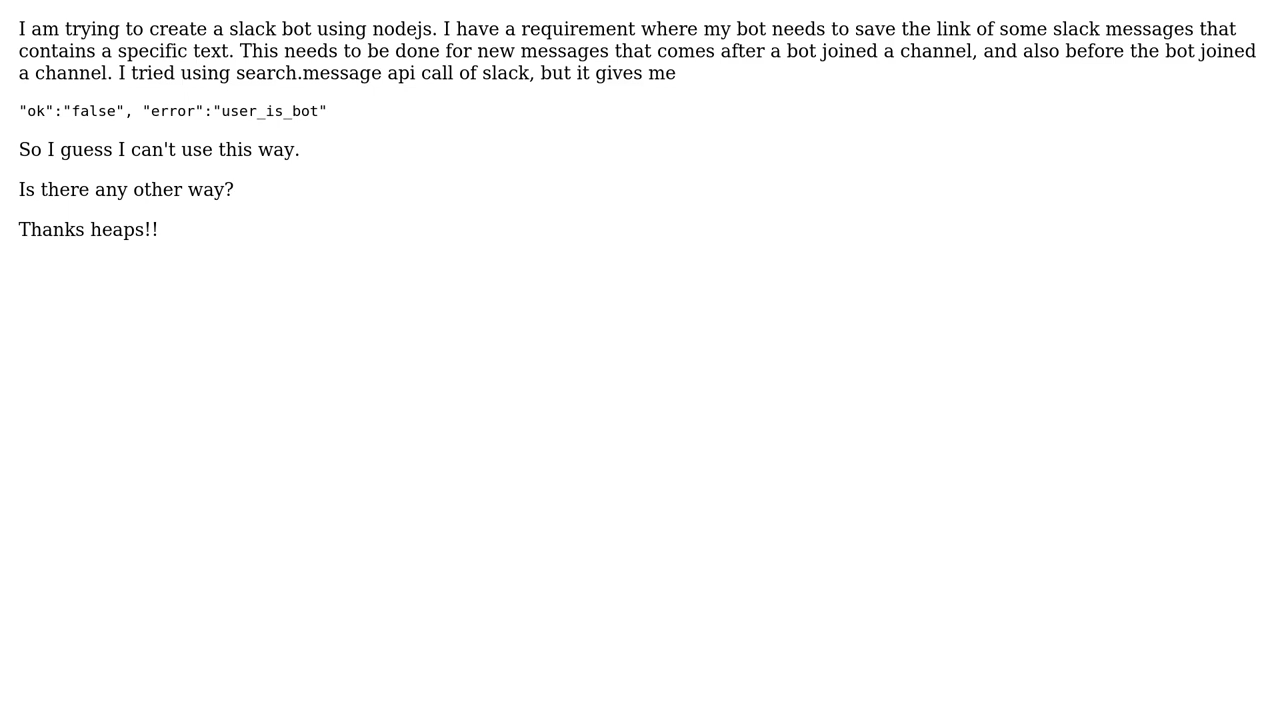 I am trying to create a slack bot using nodejs. I have a requirement where my bot needs to save the link of some slack messages that
contains a specific text. This needs to be done for new messages that comes after a bot joined a channel, and also before the bot joined
a channel. I tried using search.message api call of slack, but it gives me
"ok":"false", "error":"user_is_bot"
So I guess I can't use this way.
Is there any other way?
Thanks heaps!!